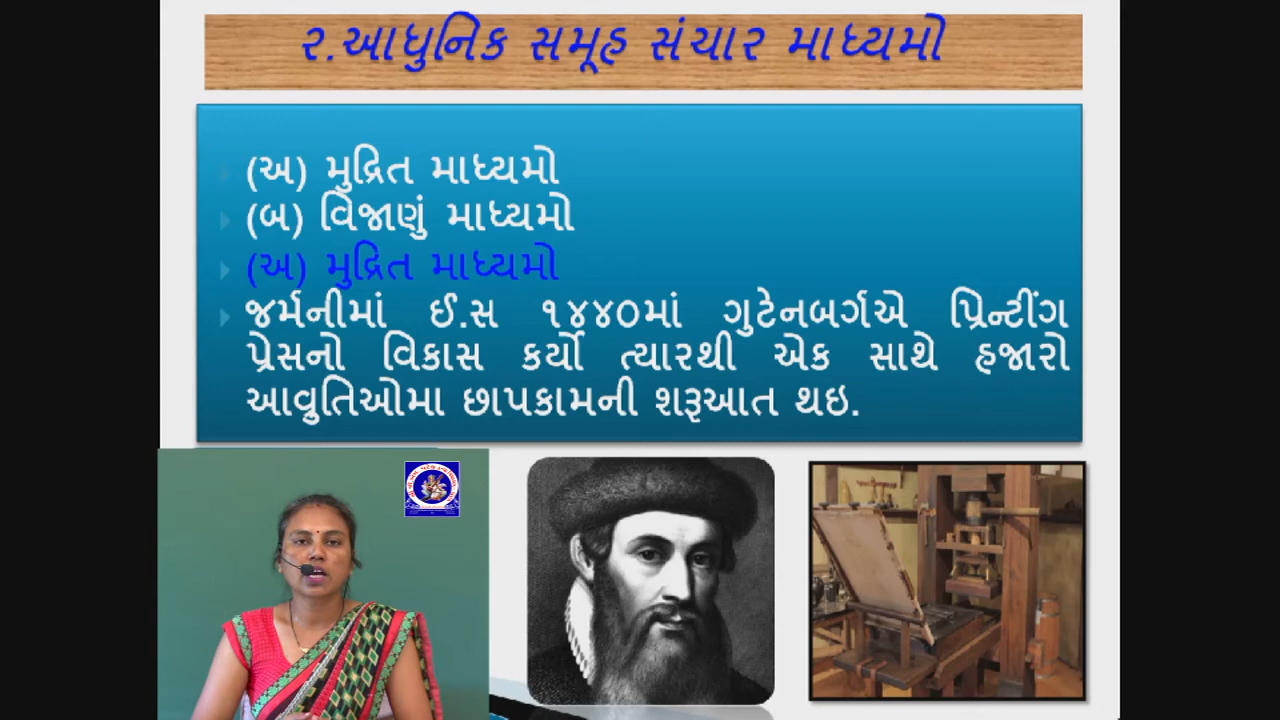 ૨.આધુનિક સમૂહ સંચાર માધ્યમો
(અ) મુદ્રિત માધ્યમો
(બ) વિજાણું માધ્યમો
(અ) મુદ્રિત માધ્યમો
જર્મનીમાં ઈ.સ ૧૪૪૦માં ગુટેનબર્ગએ પ્રિન્ટીંગ
પ્રેસનો વિકાસ કર્યો ત્યારથી એક સાથે હજારો
આવુતિઓમા છાપકામની શરૂઆત થઇ.